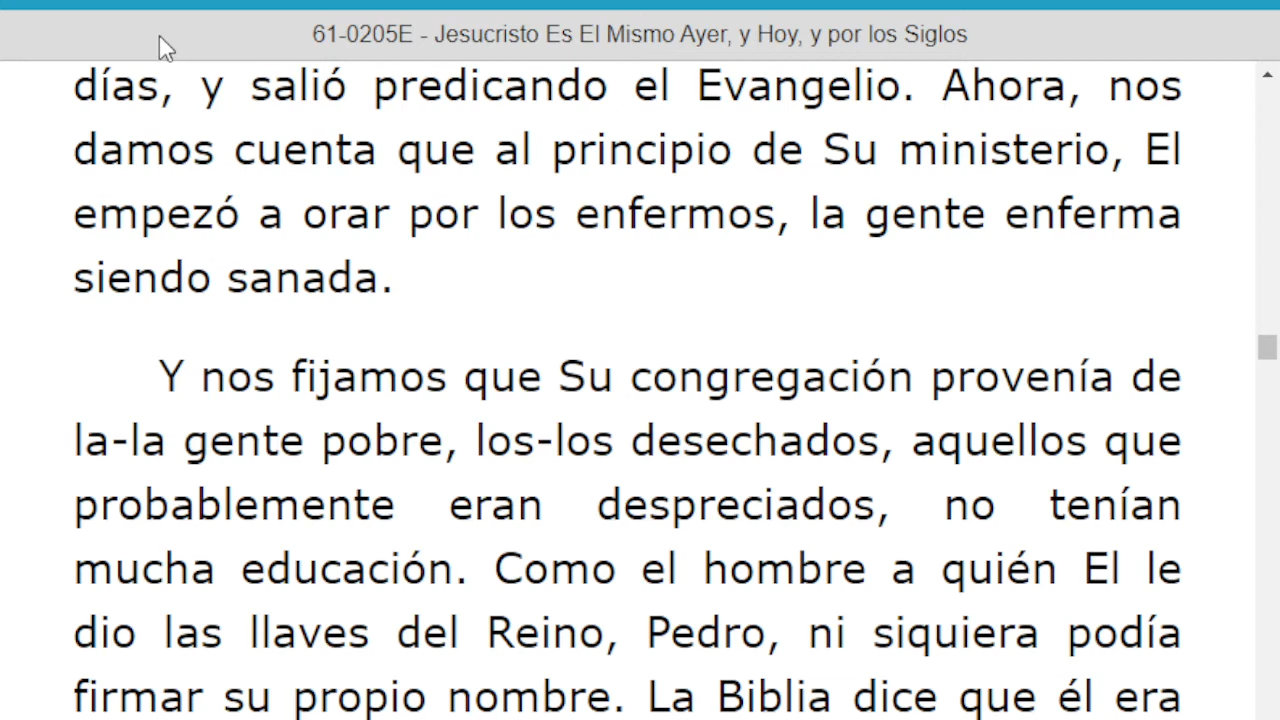 61-0205E - Jesucristo Es El Mismo Ayer, y Hoy, y por los Siglos
días, y salió predicando el Evangelio. Ahora, nos
damos cuenta que al principio de Su ministerio, El
empezó a orar por los enfermos, la gente enferma
siendo sanada.
Y nos fijamos que Su congregación provenía de
la-la gente pobre, los-los desechados, aquellos que
probablemente eran despreciados, no tenían
mucha educación. Como el hombre a quién El le
dio las llaves del Reino, Pedro, ni siquiera podía
firmar su propio nombre. La Biblia dice que él era